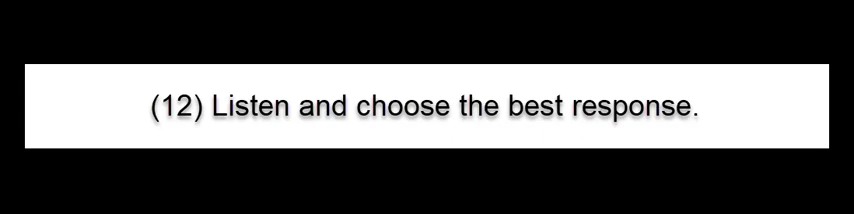 (12) Listen and choose the best response.